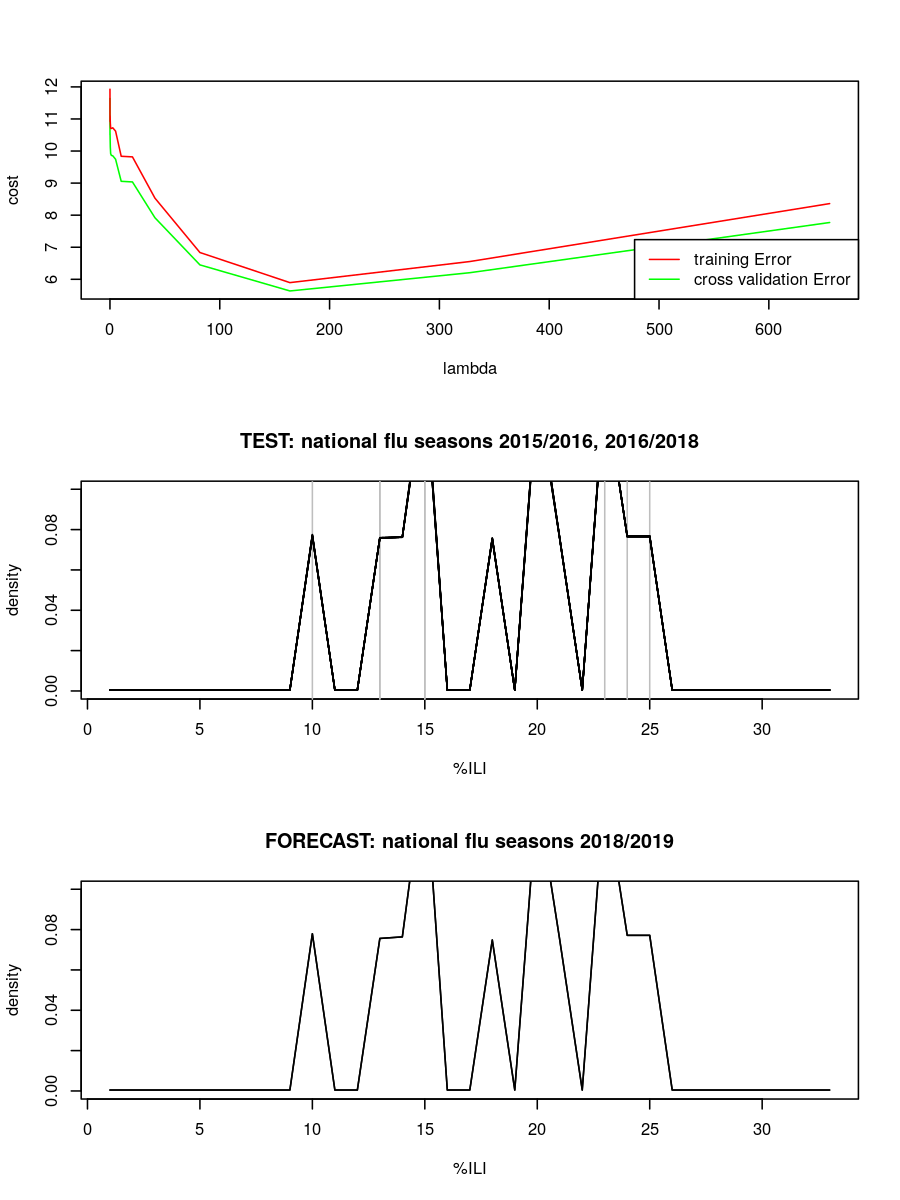 12
11
10
9
8
7
6
cost
training Error
cross validation Error
0 100 200 300 400 500 600
lambda
TEST: national flu seasons 2015/2016, 2016/2018
0.08
0.04
0.00
density
0 5 10 15 20 25 30
%ILI
FORECAST: national flu seasons 2018/2019
0.08
0.04
0.00
density
0 5 10 15 20 25 30
%ILI